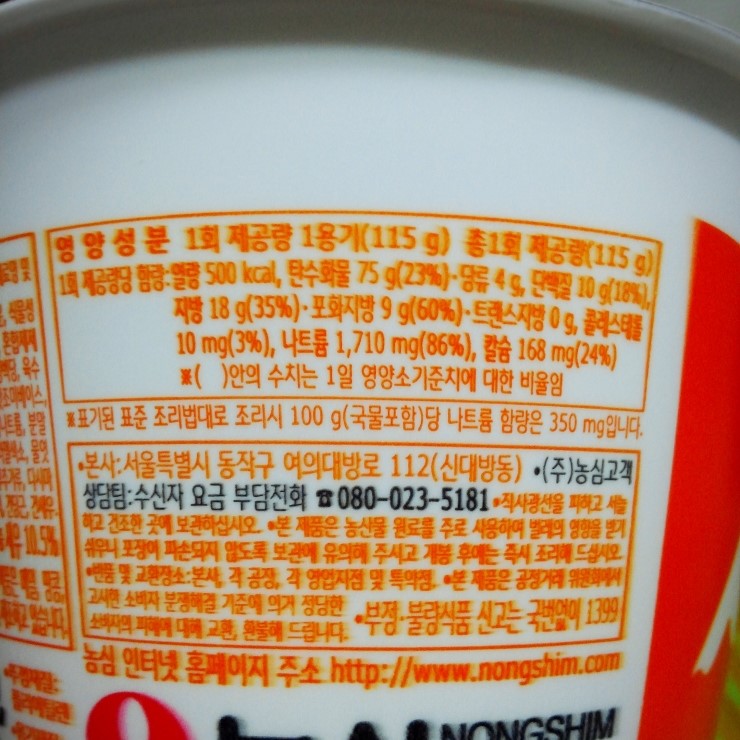 영 양 성 분 1회 제공량 1용기(115 g) 총1회 제공량(115 g)
1회 제공량당 함량·열량 500 kcal, 탄수화물 75 g(23%)·당류 4 g, 단백질 10 g(18%),
지방 18 g(35%)·포화지방 9 g(60%)·트랜스지방 0 g, 콜레스테롤
10 mg(3%), 나트륨 1,710 mg(86%), 칼슘 168 mg(24%)
※( )안의 수치는 1일 영양소기준치에 대한 비율임
※표기된 표준 조리법대로 조리시 100 g(국물포함)당 나트륨 함량은 350 mg입니다.
•본사:서울특별시 동작구 여의대방로 112(신대방동) •(주)농심고객
상담팀:수신자 요금 부담전화 ☎080-023-5181 •직사광선을 피하고 서늘
하고 건조한 곳에 보관하십시오. •본 제품은 농산물 원료를 주로 사용하여 벌레의 영향을 받기
쉬우니 포장이 파손되지 않도록 보관에 유의해 주시고 개봉 후에는 즉시 조리해 드십시오.
•반품 및 교환장소:본사, 각 공장, 각 영업지점 및 특약점. •본 제품은 공정거래 위원회에서
고시한 소비자 분쟁해결 기준에 의거 정당한
소비자의 피해에 대해 교환, 환불해 드립니다. •부정·불량식품 신고는 국번없이 1399
농심 인터넷 홈페이지 주소 http://www.nongshim.com
NONGSHIM
10.5%